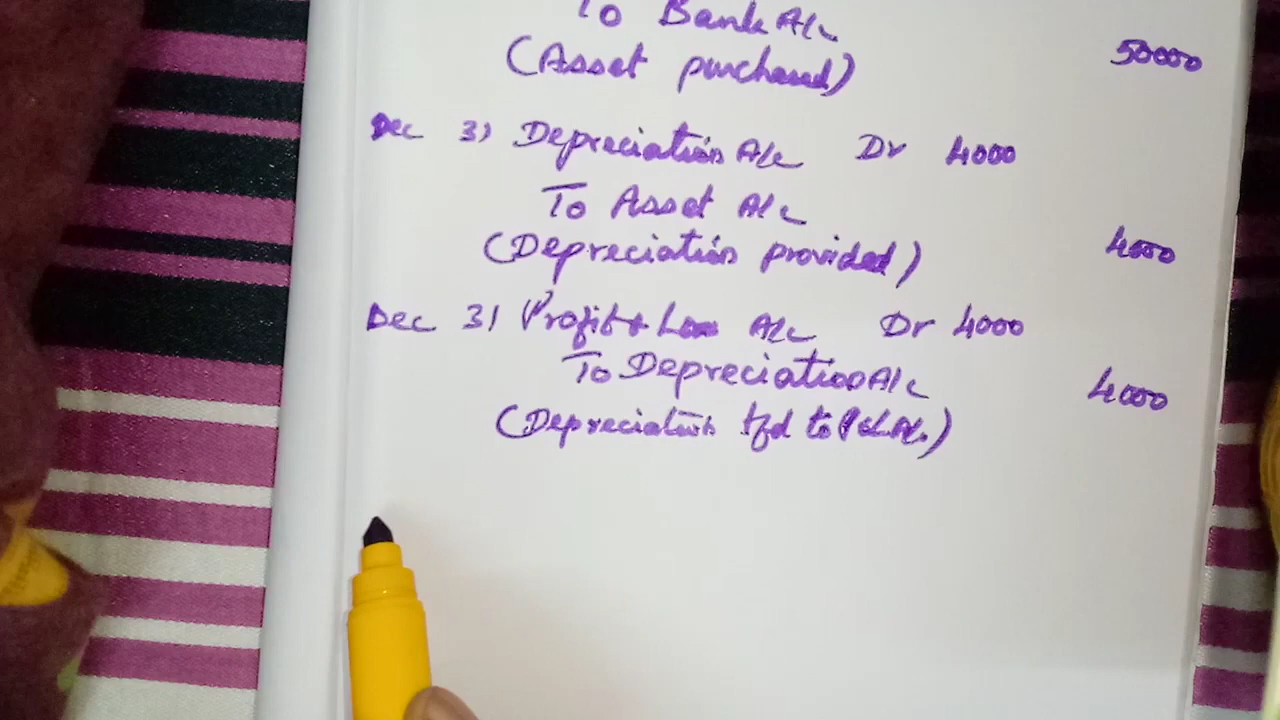 To Bank A/c
50000
(Asset purchased)
Dec 31 Depreciation A/c Dr 4000
To Asset A/c
4000
(Depreciation provided)
Dec 31 Profit & Loss A/c Dr 4000
To Depreciation A/c
4000
(Depreciation tfd to P&L A/c.)